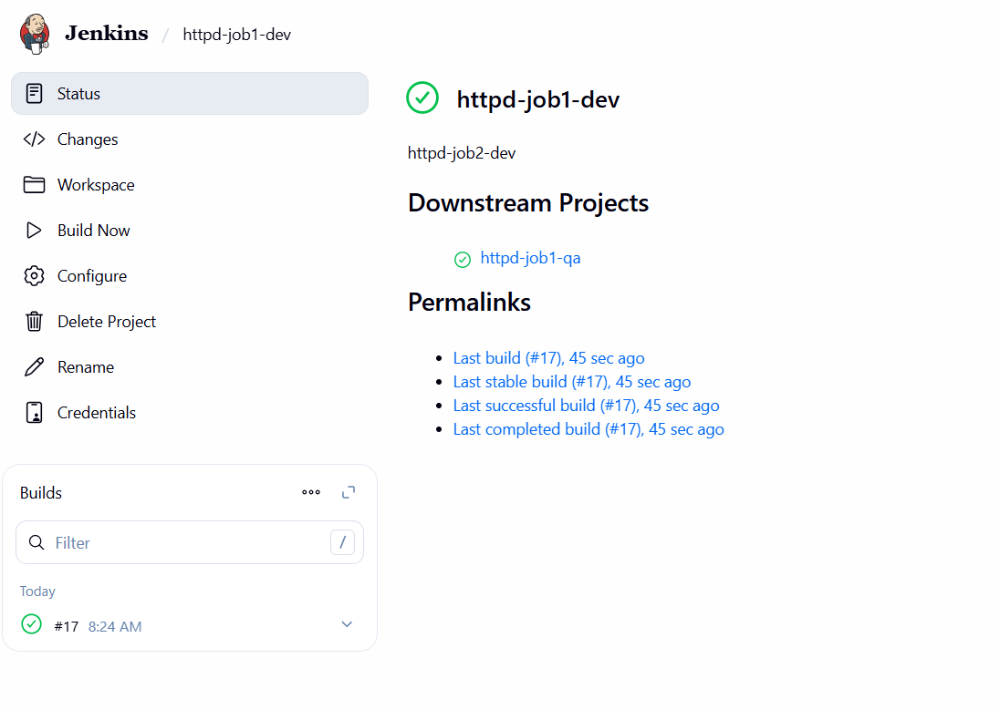 Jenkins / httpd-job1-dev
Status
Changes
Workspace
Build Now
Configure
Delete Project
Rename
Credentials
Builds
Filter /
Today
#17 8:24 AM
httpd-job1-dev
httpd-job2-dev
Downstream Projects
httpd-job1-qa
Permalinks
Last build (#17), 45 sec ago
Last stable build (#17), 45 sec ago
Last successful build (#17), 45 sec ago
Last completed build (#17), 45 sec ago